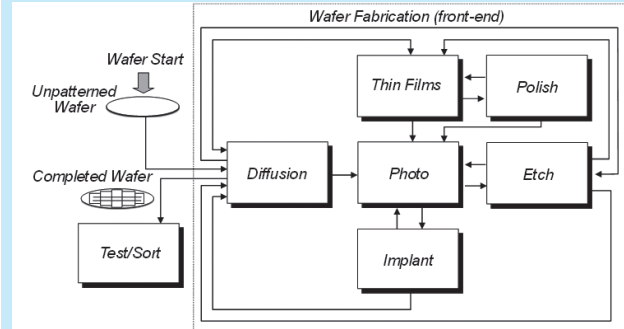 Wafer Fabrication (front-end)
Wafer Start
Unpatterned
Wafer
Thin Films
Polish
Completed Wafer
Diffusion
Photo
Etch
Test/Sort
Implant